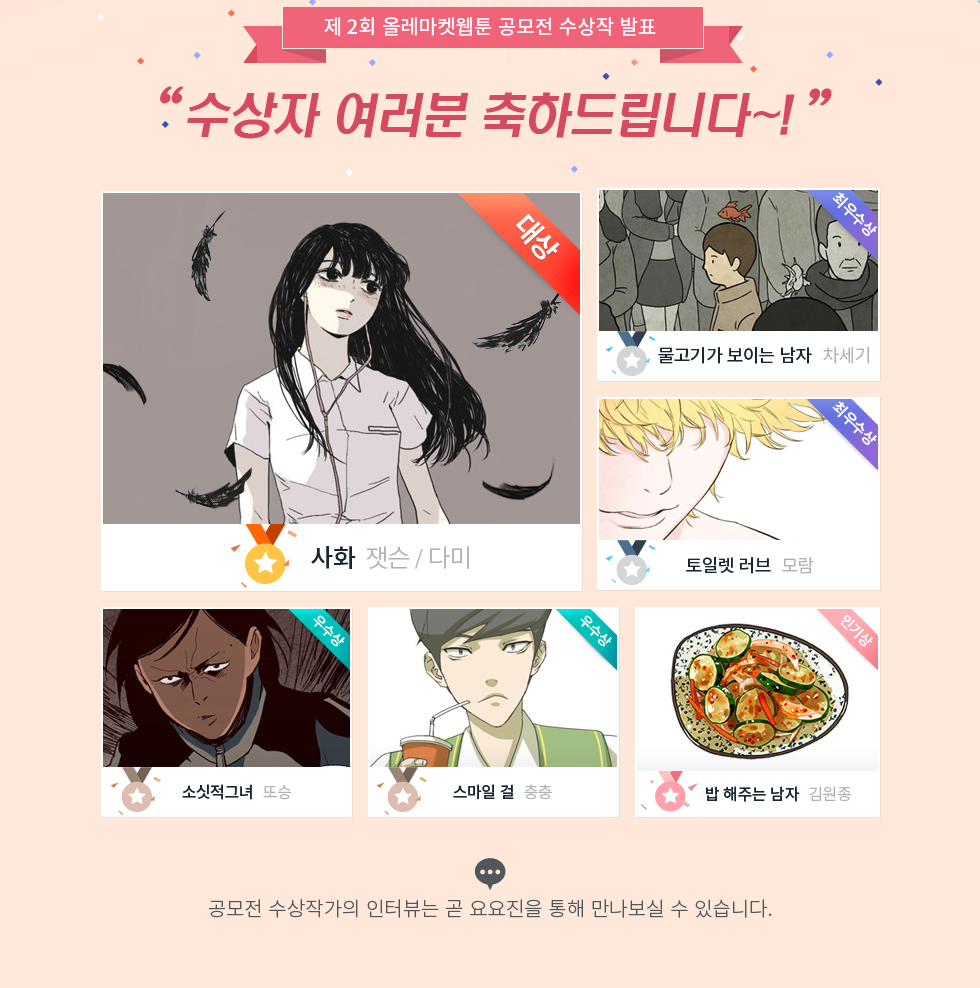 제 2회 올레마켓웹툰 공모전 수상작 발표
“수상자 여러분 축하드립니다~!”
대상
사화 잿슨 / 다미
최우수상
물고기가 보이는 남자 차세기
최우수상
토일렛 러브 모람
우수상
소싯적그녀 또승
우수상
스마일 걸 충충
인기상
밥 해주는 남자 김원종
공모전 수상작가의 인터뷰는 곧 요요진을 통해 만나보실 수 있습니다.